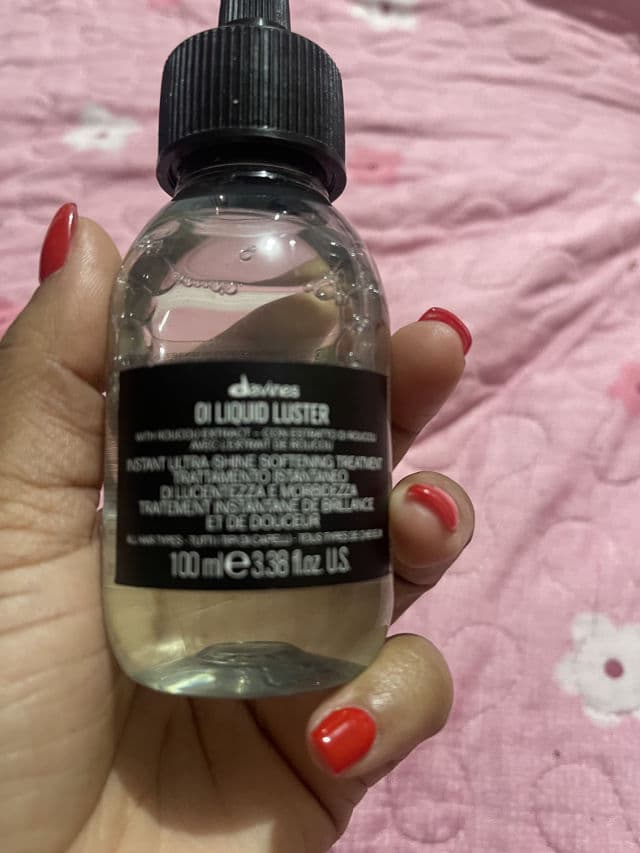 davines
OI LIQUID LUSTER
WITH ROUCOU EXTRACT - CON ESTRATTO DI ROUCOU
AVEC L'EXTRAIT DE ROUCOU
INSTANT ULTRA-SHINE SOFTENING TREATMENT
TRATTAMENTO ISTANTANEO
DI LUCENTEZZA E MORBIDEZZA
TRAITEMENT INSTANTANÉ DE BRILLANCE
ET DE DOUCEUR
ALL HAIR TYPES - TUTTI I TIPI DI CAPELLI - TOUS TYPES DE CHEVEUX
100 ml e 3.38 fl.oz. U.S.